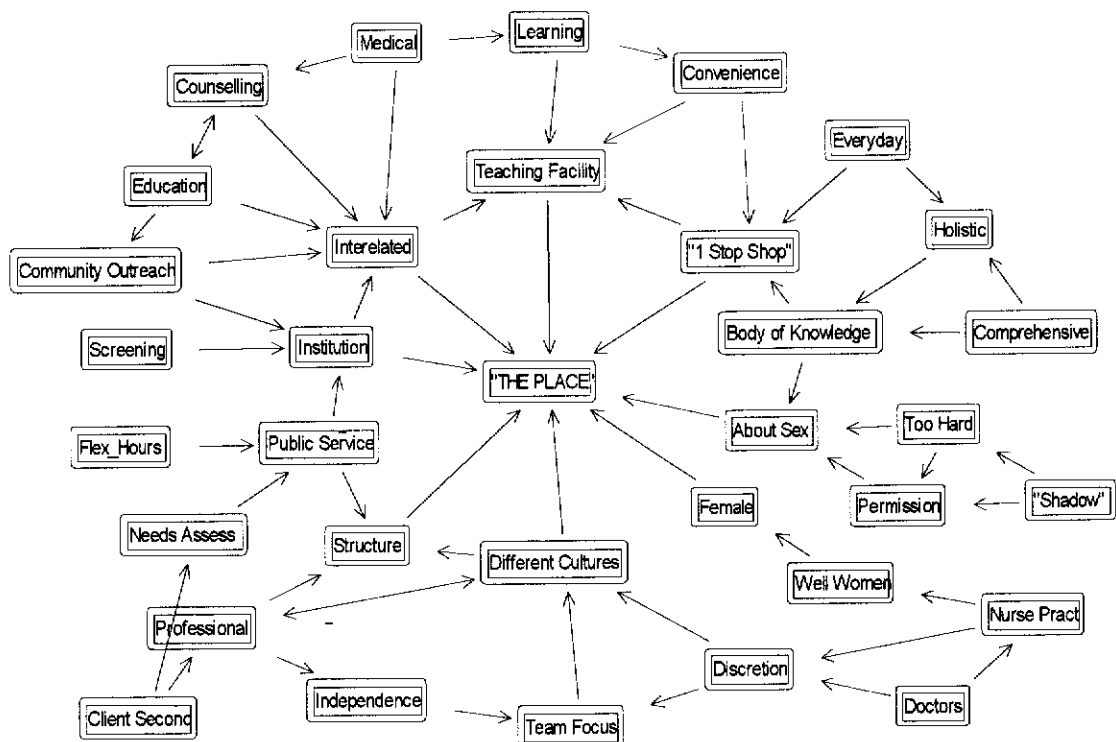 Medical
Learning
Counselling
Convenience
Everyday
Education
Teaching Facility
Holistic
Community Outreach
Interelated
"1 Stop Shop"
Screening
Institution
Body of Knowledge
Comprehensive
"THE PLACE"
Flex_Hours
Public Service
About Sex
Too Hard
Needs Assess
Structure
Different Cultures
Female
Permission
"Shadow"
Well Women
Professional
Nurse Pract
Discretion
Client Second
Independence
Team Focus
Doctors